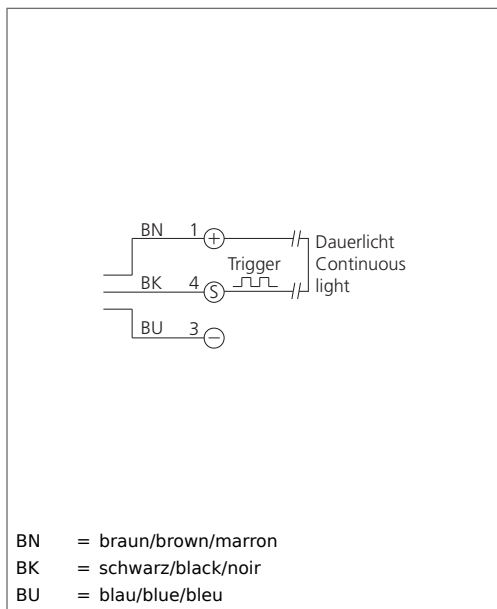 BN 1 +
Dauerlicht
Trigger
Continuous
BK 4 S
light
BU 3 −
BN = braun/brown/marron
BK = schwarz/black/noir
BU = blau/blue/bleu